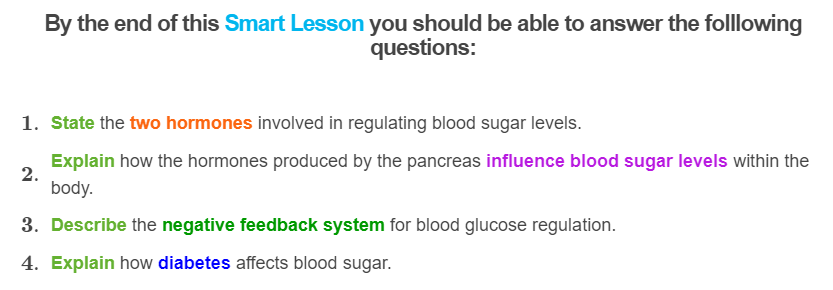 By the end of this Smart Lesson you should be able to answer the folllowing
questions:
1. State the two hormones involved in regulating blood sugar levels.
2. Explain how the hormones produced by the pancreas influence blood sugar levels within the
body.
3. Describe the negative feedback system for blood glucose regulation.
4. Explain how diabetes affects blood sugar.